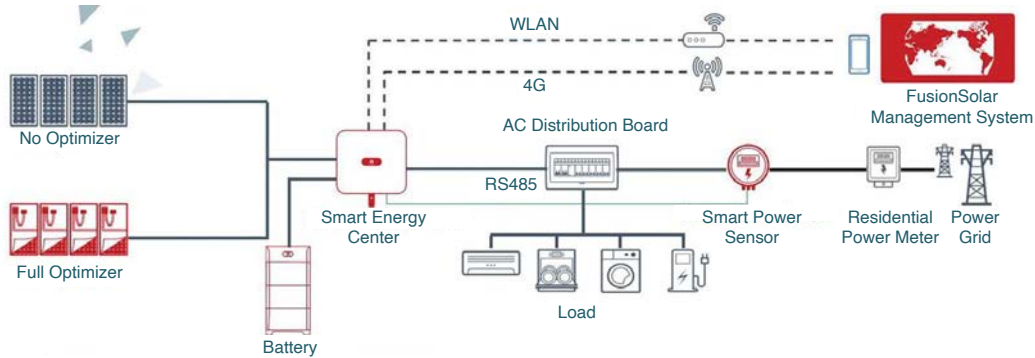 WLAN
4G
FusionSolar
Management System
No Optimizer
AC Distribution Board
RS485
Smart Energy
Center
Smart Power
Sensor
Residential
Power Meter
Power
Grid
Full Optimizer
Load
Battery